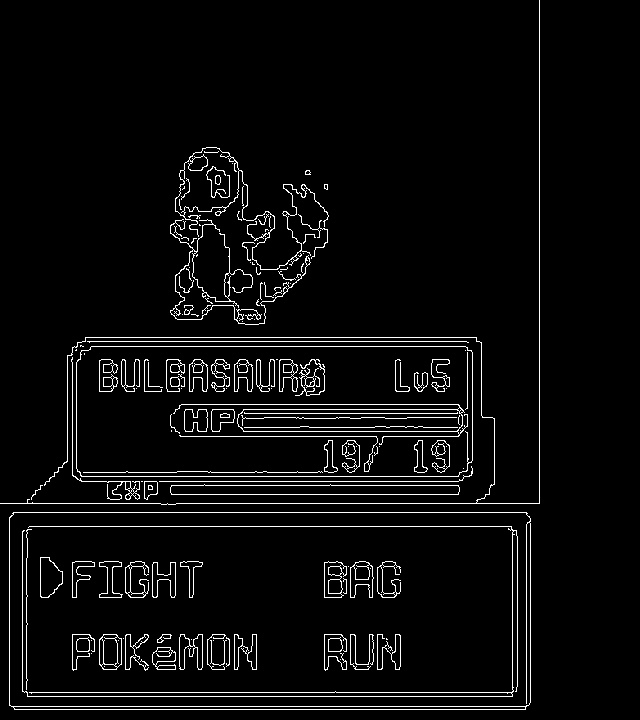 BULBASAUR♂ Lv5
HP
19/ 19
EXP
FIGHT BAG
POKéMON RUN